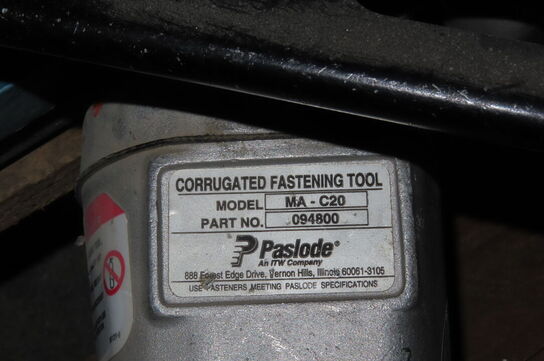 CORRUGATED FASTENING TOOL
MODEL MA - C20
PART NO. 094800
Paslode®
An ITW Company
888 Forest Edge Drive, Vernon Hills, Illinois 60061-3105
USE FASTENERS MEETING PASLODE SPECIFICATIONS